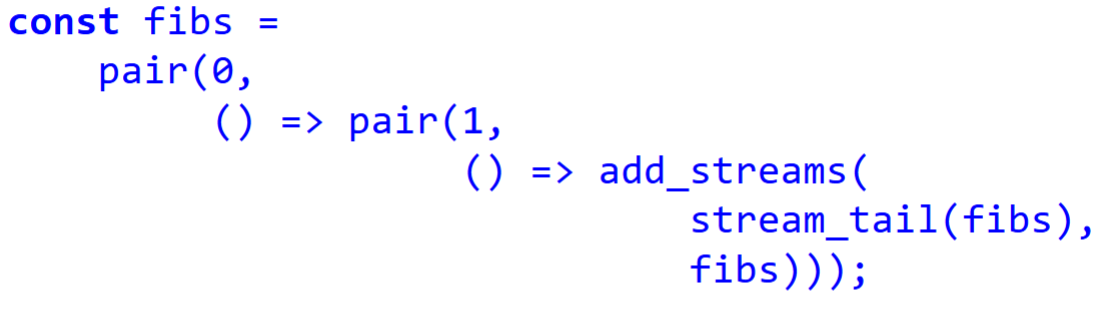 const fibs =
    pair(0,
         () => pair(1,
                    () => add_streams(
                              stream_tail(fibs),
                              fibs)));